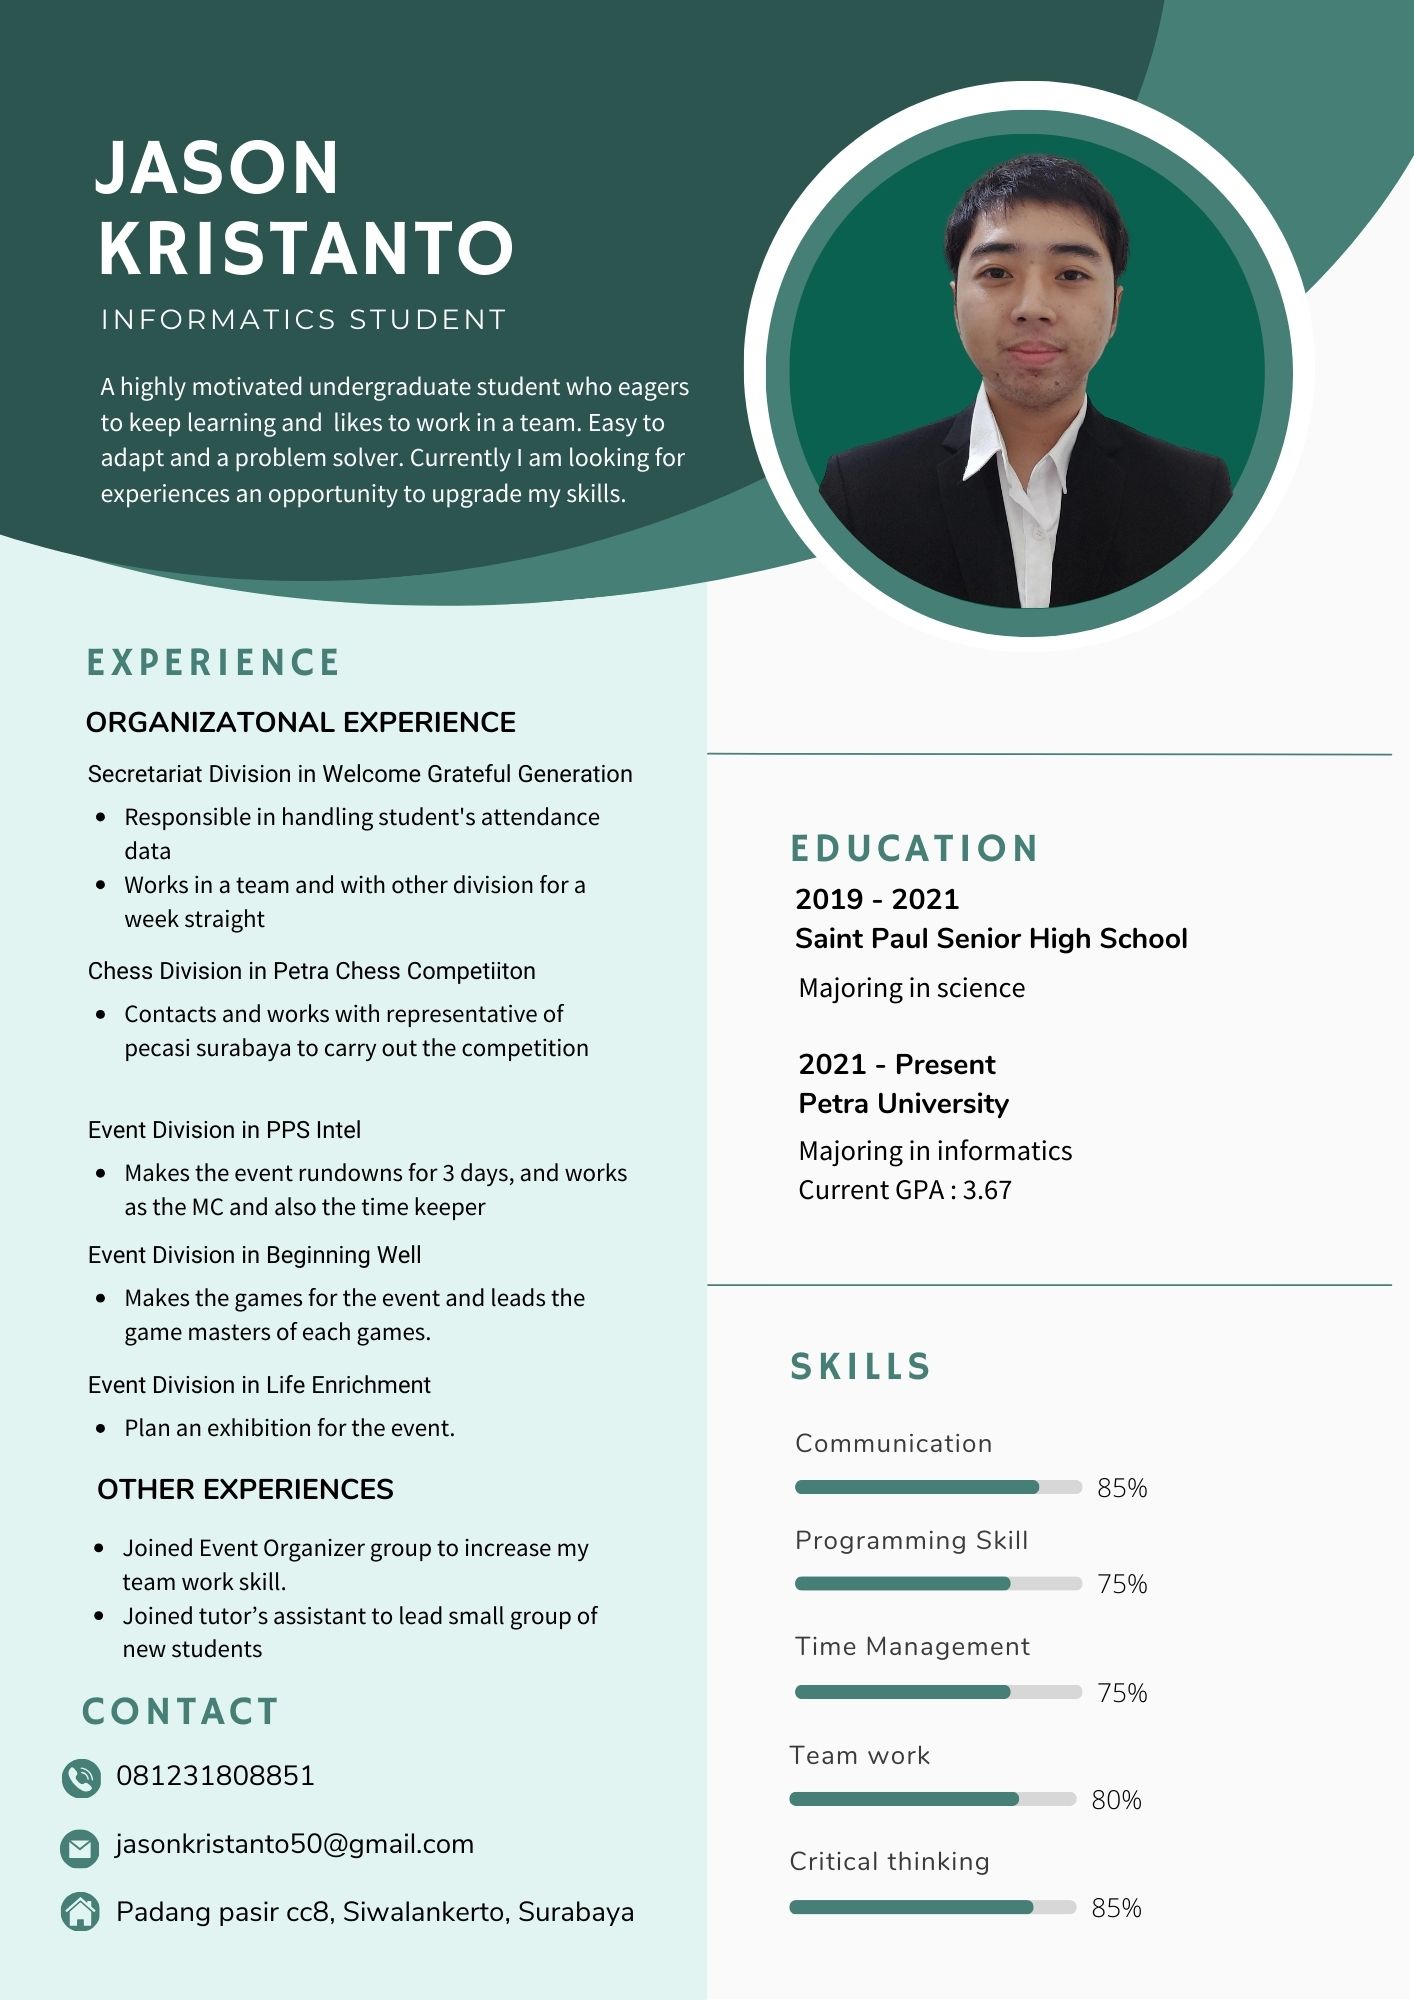 JASON
KRISTANTO
INFORMATICS STUDENT
A highly motivated undergraduate student who eagers
to keep learning and  likes to work in a team. Easy to
adapt and a problem solver. Currently I am looking for
experiences an opportunity to upgrade my skills.
EXPERIENCE
ORGANIZATONAL EXPERIENCE
Secretariat Division in Welcome Grateful Generation
• Responsible in handling student's attendance
data
• Works in a team and with other division for a
week straight
Chess Division in Petra Chess Competiiton
• Contacts and works with representative of
pecasi surabaya to carry out the competition
Event Division in PPS Intel
• Makes the event rundowns for 3 days, and works
as the MC and also the time keeper
Event Division in Beginning Well
• Makes the games for the event and leads the
game masters of each games.
Event Division in Life Enrichment
• Plan an exhibition for the event.
OTHER EXPERIENCES
• Joined Event Organizer group to increase my
team work skill.
• Joined tutor’s assistant to lead small group of
new students
CONTACT
081231808851
jasonkristanto50@gmail.com
Padang pasir cc8, Siwalankerto, Surabaya
EDUCATION
2019 - 2021
Saint Paul Senior High School
Majoring in science
2021 - Present
Petra University
Majoring in informatics
Current GPA : 3.67
SKILLS
Communication
85%
Programming Skill
75%
Time Management
75%
Team work
80%
Critical thinking
85%